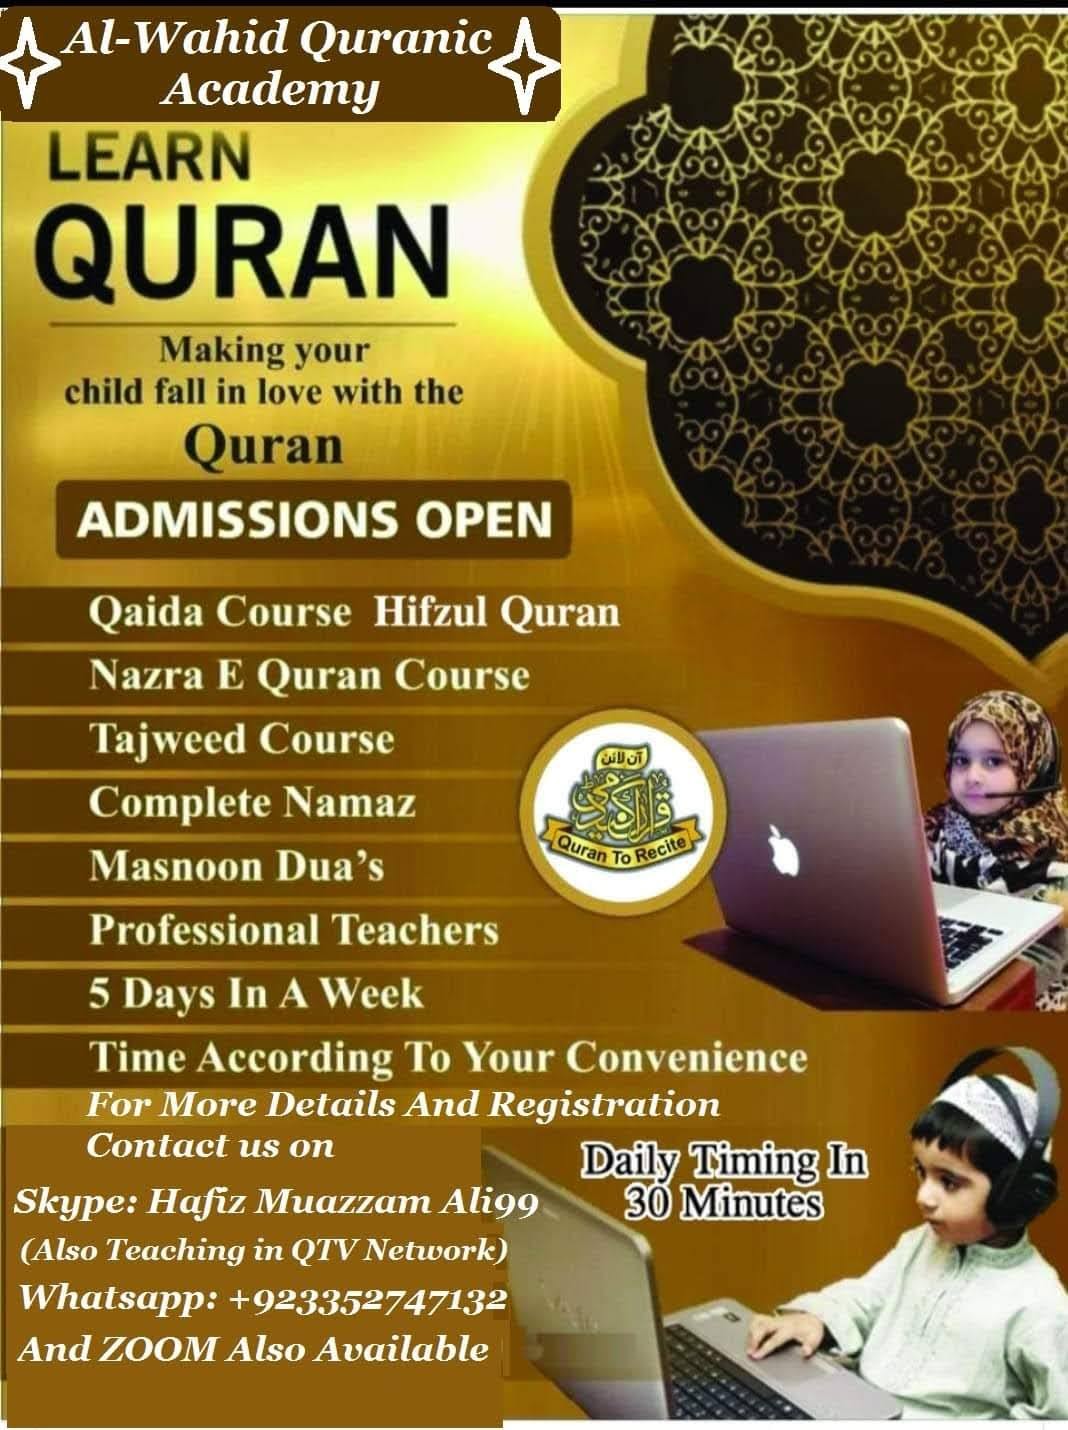 Al-Wahid Quranic
Academy
LEARN
QURAN
Making your
child fall in love with the
Quran
ADMISSIONS OPEN
Qaida Course Hifzul Quran
Nazra E Quran Course
Tajweed Course
Complete Namaz
Masnoon Dua's
Professional Teachers
5 Days In A Week
Time According To Your Convenience
آن لائن
Quran To Recite
For More Details And Registration
Contact us on
Skype: Hafiz Muazzam Ali99
(Also Teaching in QTV Network)
Whatsapp: +923352747132
And ZOOM Also Available
Daily Timing In
30 Minutes